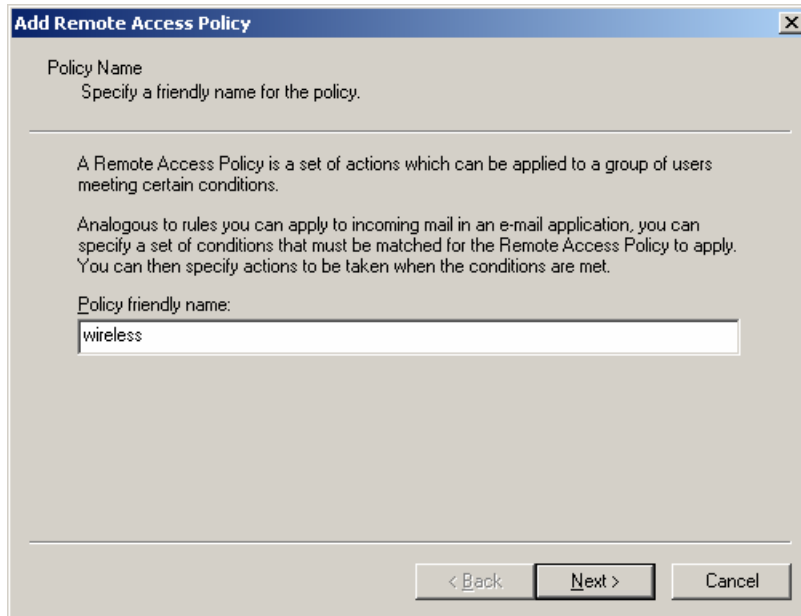 Add Remote Access Policy
Policy Name
Specify a friendly name for the policy.
A Remote Access Policy is a set of actions which can be applied to a group of users
meeting certain conditions.
Analogous to rules you can apply to incoming mail in an e-mail application, you can
specify a set of conditions that must be matched for the Remote Access Policy to apply.
You can then specify actions to be taken when the conditions are met.
Policy friendly name:
wireless
< Back Next > Cancel